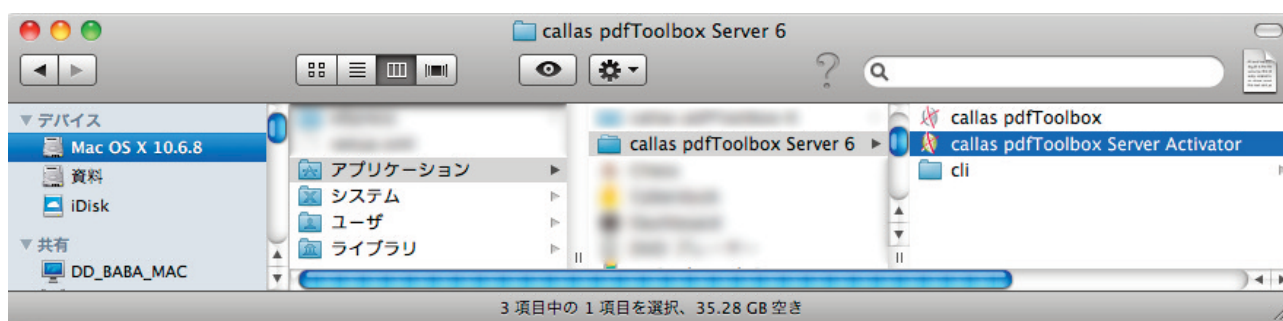 callas pdfToolbox Server 6
デバイス
Mac OS X 10.6.8
資料
iDisk
共有
DD_BABA_MAC
アプリケーション
システム
ユーザ
ライブラリ
callas pdfToolbox Server 6
callas pdfToolbox
callas pdfToolbox Server Activator
cli
3 項目中の 1 項目を選択、35.28 GB 空き